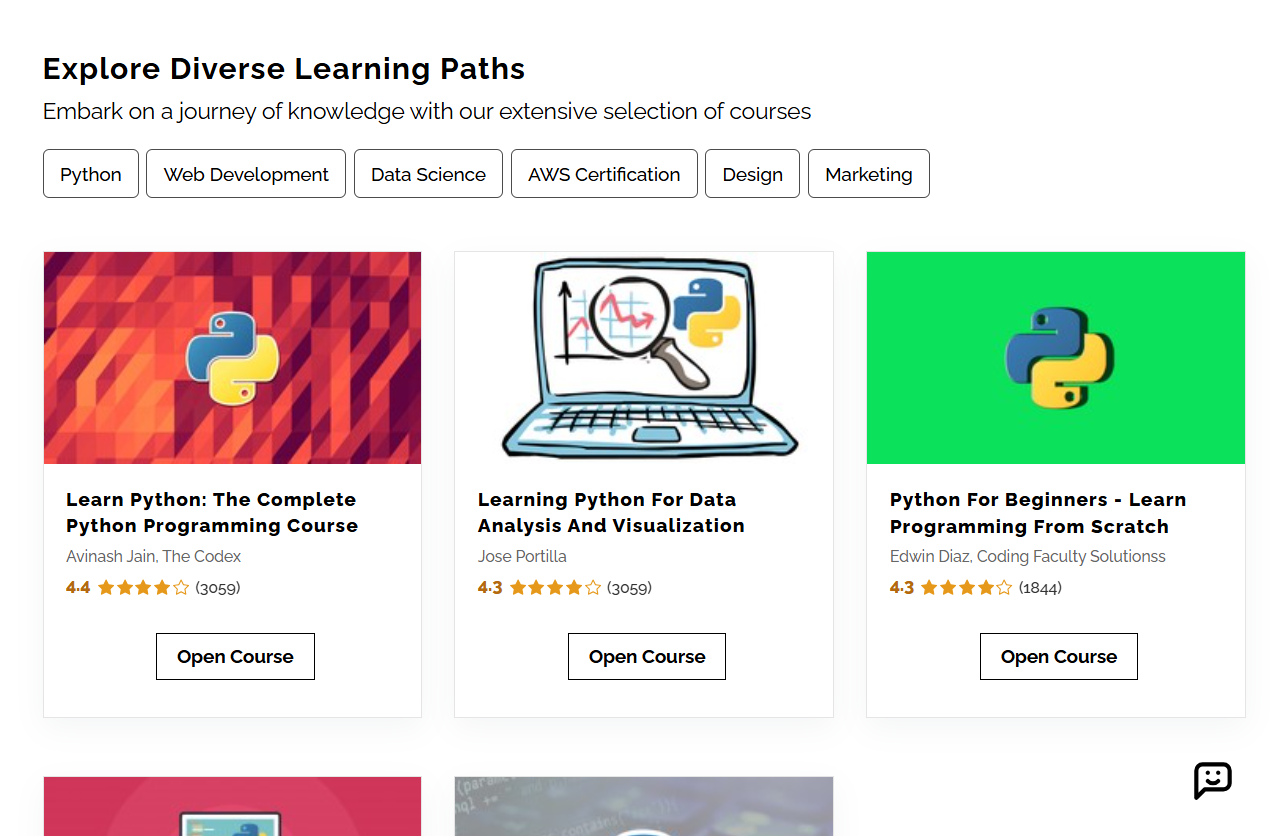 Explore Diverse Learning Paths
Embark on a journey of knowledge with our extensive selection of courses
Python Web Development Data Science AWS Certification Design Marketing
Learn Python: The Complete
Python Programming Course
Avinash Jain, The Codex
4.4 (3059)
Open Course
Learning Python For Data
Analysis And Visualization
Jose Portilla
4.3 (3059)
Open Course
Python For Beginners - Learn
Programming From Scratch
Edwin Diaz, Coding Faculty Solutionss
4.3 (1844)
Open Course